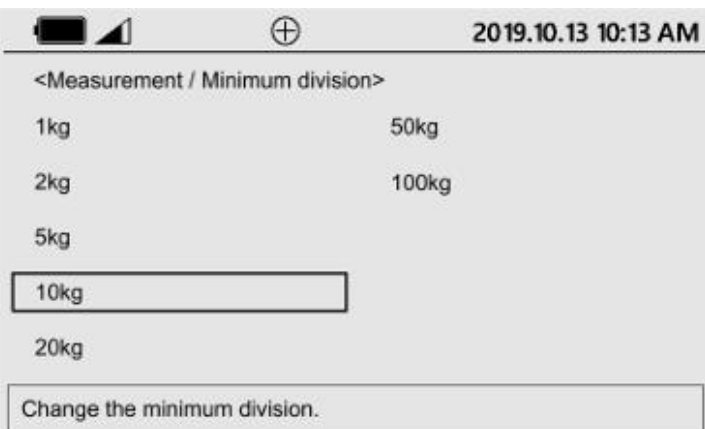 2019.10.13 10:13 AM
<Measurement / Minimum division>
1kg
2kg
5kg
10kg
20kg
50kg
100kg
Change the minimum division.